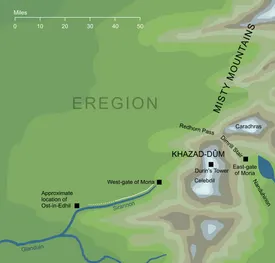 Miles
0 10 20 30 40 50
MISTY MOUNTAINS
EREGION
Redhorn Pass
Caradhras
Dimrill Stair
KHAZAD-DÛM
Durin's Tower
Celebdil
East-gate
of Moria
Nanduhirion
West-gate of Moria
Sirannon
Approximate
location of
Ost-in-Edhil
Glanduin